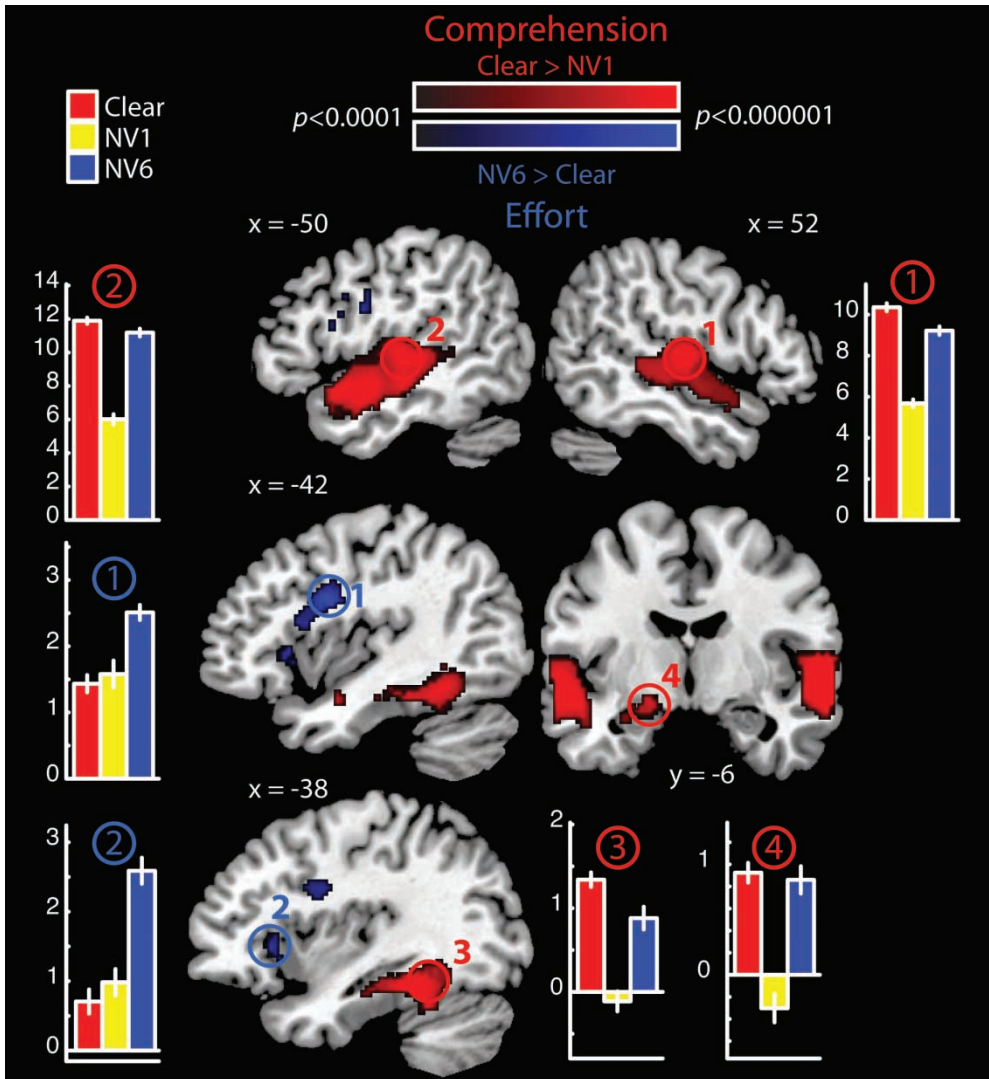 Comprehension
Clear > NV1
p<0.0001
p<0.000001
NV6 > Clear
Effort
Clear
NV1
NV6
x = -50
x = 52
2
14
12
10
8
6
4
2
0
2
1
1
10
8
6
4
2
0
x = -42
1
3
2
1
0
1
4
y = -6
x = -38
2
3
2
1
0
2
3
3
2
1
0
4
1
0